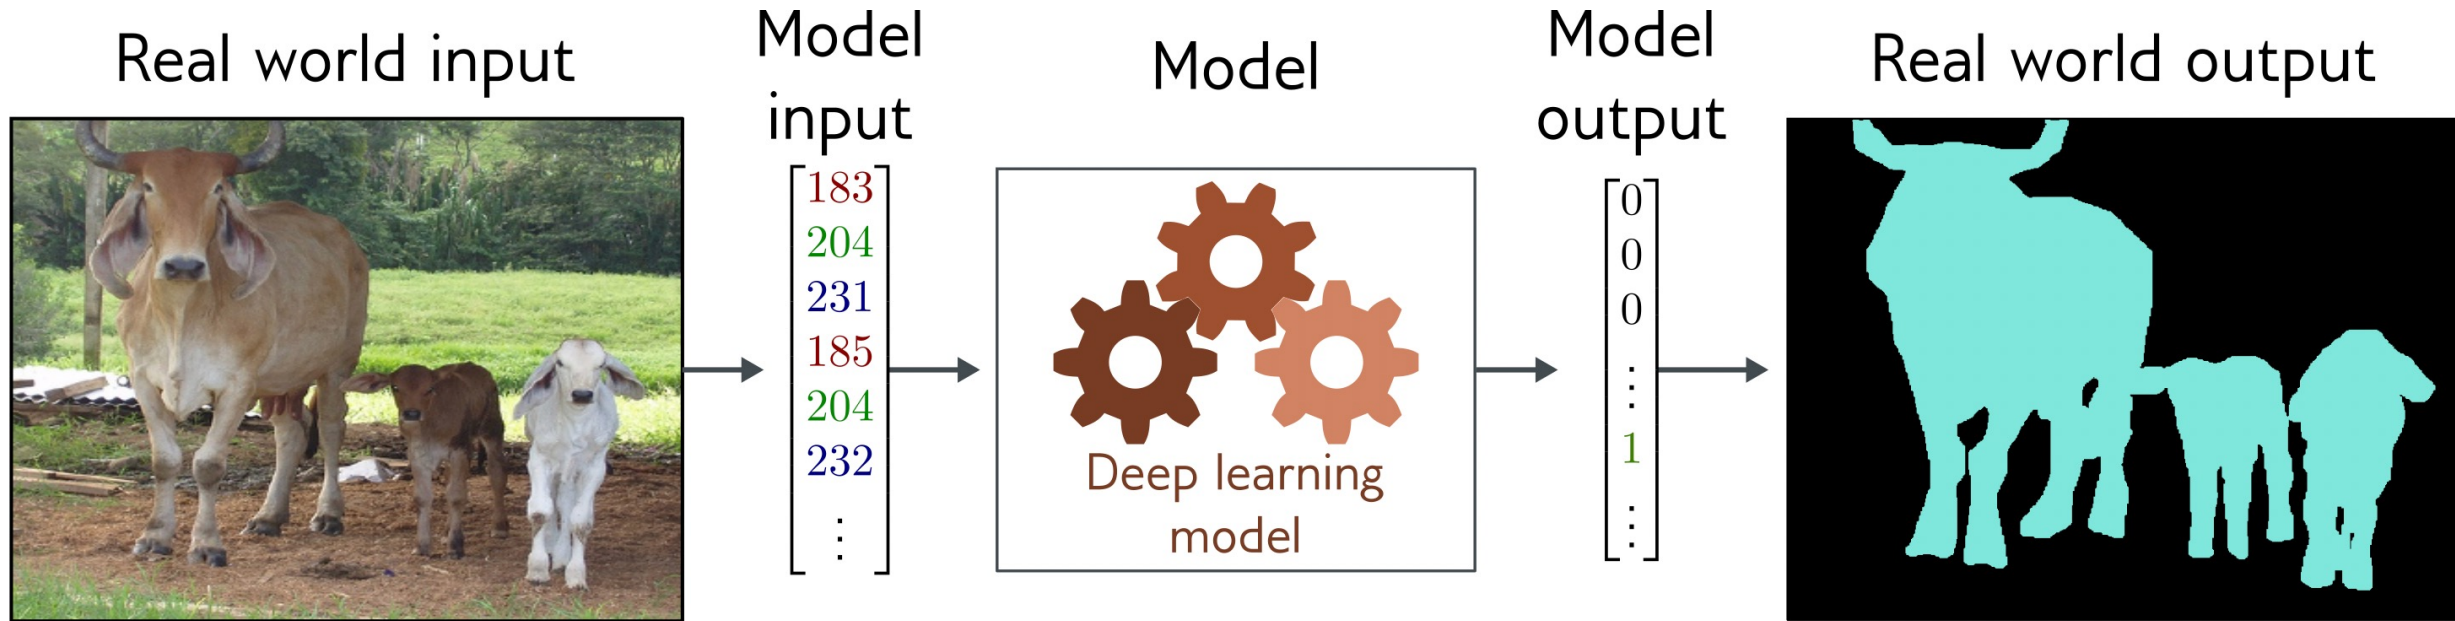 Real world input
Model
input
183
204
231
185
204
232
⋮
Model
Deep learning
model
Model
output
0
0
0
⋮
1
⋮
Real world output